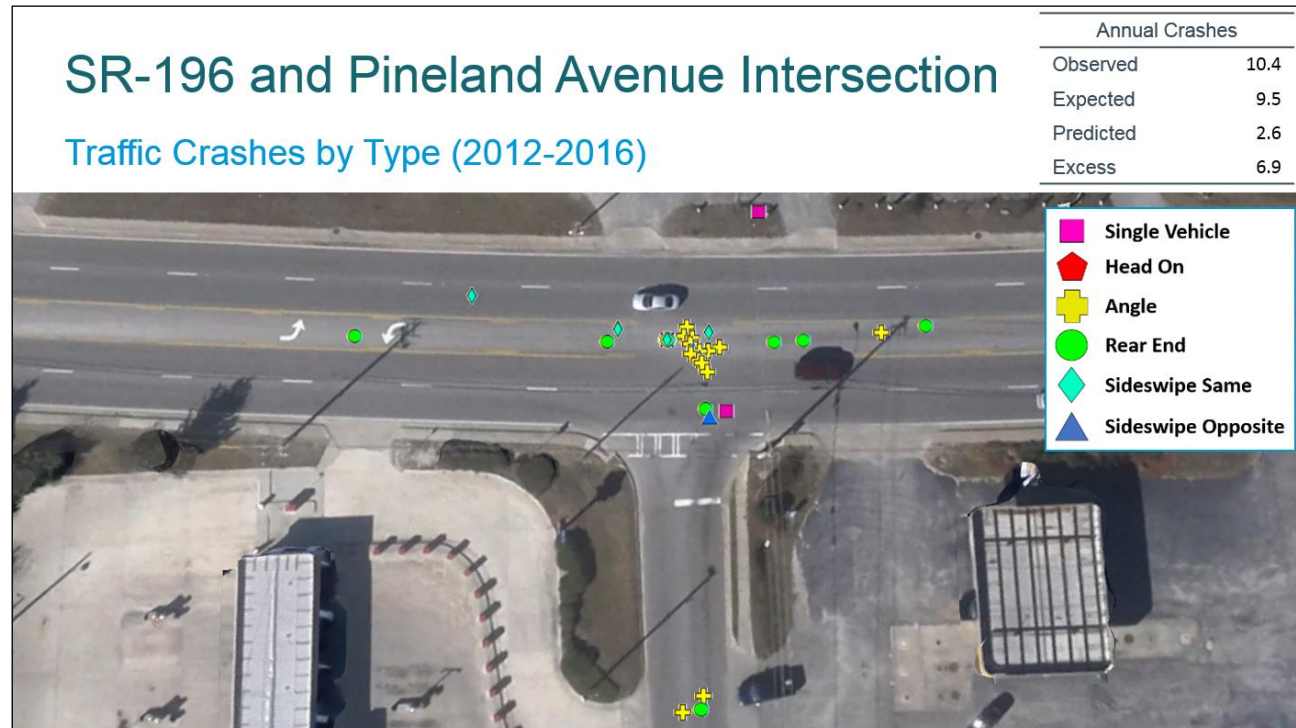 SR-196 and Pineland Avenue Intersection
Traffic Crashes by Type (2012-2016)
Annual Crashes
Observed 10.4
Expected 9.5
Predicted 2.6
Excess 6.9
Single Vehicle
Head On
Angle
Rear End
Sideswipe Same
Sideswipe Opposite